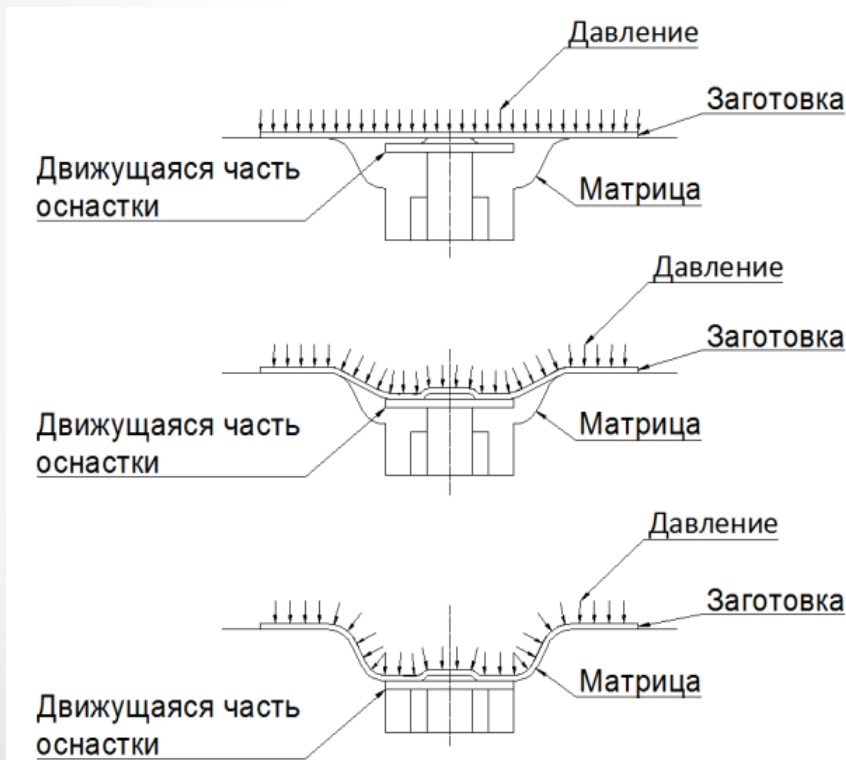 Давление
Заготовка
Движущаяся часть
оснастки
Матрица
Давление
Заготовка
Движущаяся часть
оснастки
Матрица
Давление
Заготовка
Матрица
Движущаяся часть
оснастки